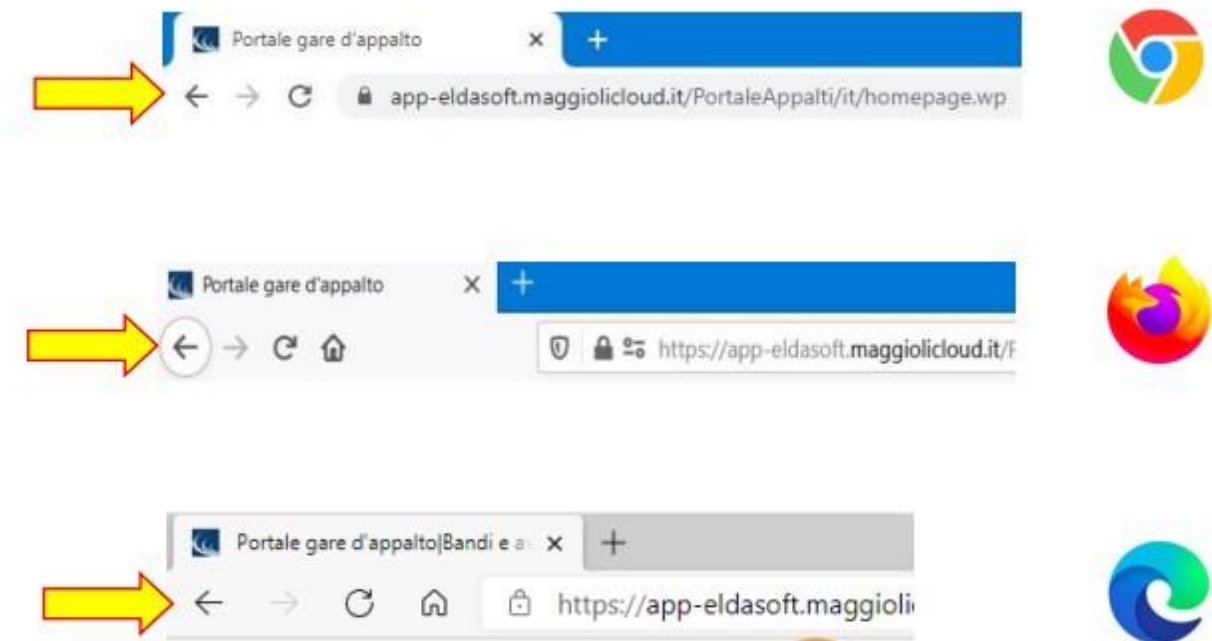 Portale gare d'appalto
app-eldasoft.maggiolicloud.it/PortaleAppalti/it/homepage.wp
Portale gare d'appalto
https://app-eldasoft.maggiolicloud.it/
Portale gare d'appalto|Bandi e a
https://app-eldasoft.maggioli